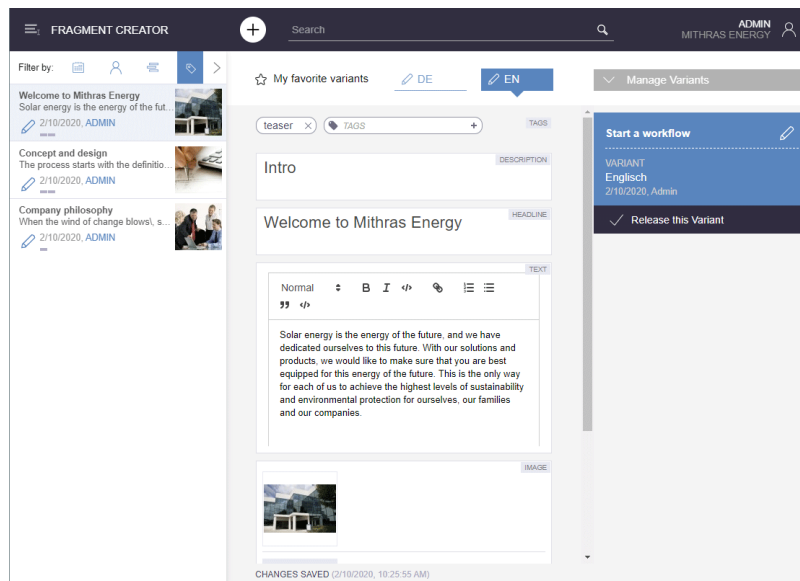 FRAGMENT CREATOR
Search
ADMIN
MITHRAS ENERGY
Filter by:
Welcome to Mithras Energy
Solar energy is the energy of the fut...
2/10/2020, ADMIN
Concept and design
The process starts with the definitio...
2/10/2020, ADMIN
Company philosophy
When the wind of change blows\, s...
2/10/2020, ADMIN
My favorite variants
DE
EN
teaser
TAGS
TAGS
DESCRIPTION
Intro
HEADLINE
Welcome to Mithras Energy
TEXT
Normal
B I
Solar energy is the energy of the future, and we have
dedicated ourselves to this future. With our solutions and
products, we would like to make sure that you are best
equipped for this energy of the future. This is the only way
for each of us to achieve the highest levels of sustainability
and environmental protection for ourselves, our families
and our companies.
IMAGE
CHANGES SAVED (2/10/2020, 10:25:55 AM)
Manage Variants
Start a workflow
VARIANT
Englisch
2/10/2020, Admin
Release this Variant